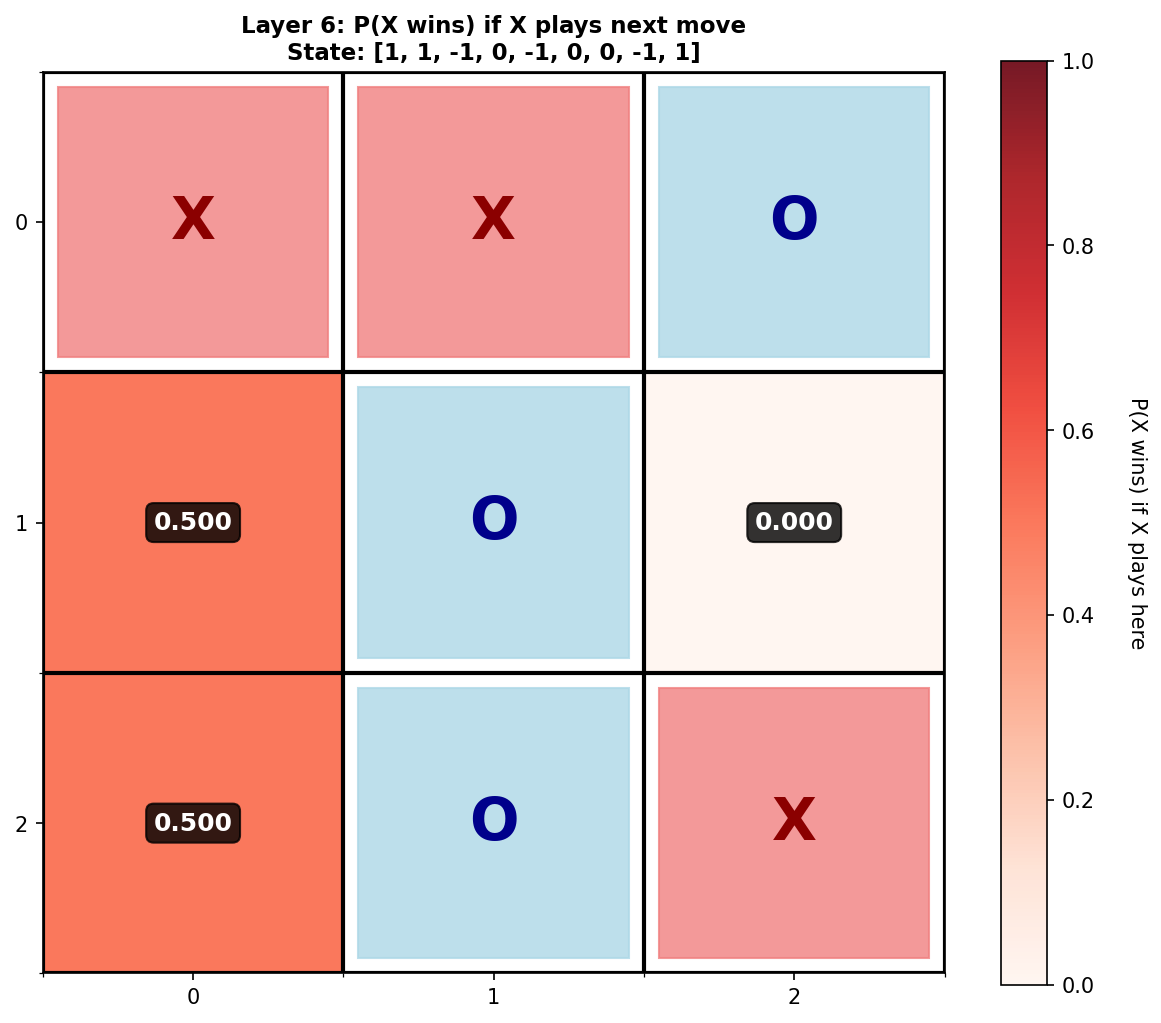 Layer 6: P(X wins) if X plays next move
State: [1, 1, -1, 0, -1, 0, 0, -1, 1]
0
X
X
O
1
0.500
O
0.000
2
0.500
O
X
0
1
2
1.0
0.8
0.6
0.4
0.2
0.0
P(X wins) if X plays here